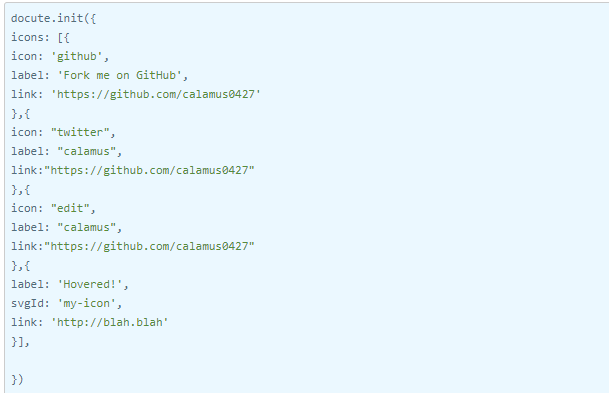 docute.init({
icons: [{
icon: 'github',
label: 'Fork me on GitHub',
link: 'https://github.com/calamus0427'
},{
icon: "twitter",
label: "calamus",
link:"https://github.com/calamus0427"
},{
icon: "edit",
label: "calamus",
link:"https://github.com/calamus0427"
},{
label: 'Hovered!',
svgId: 'my-icon',
link: 'http://blah.blah'
}],
})